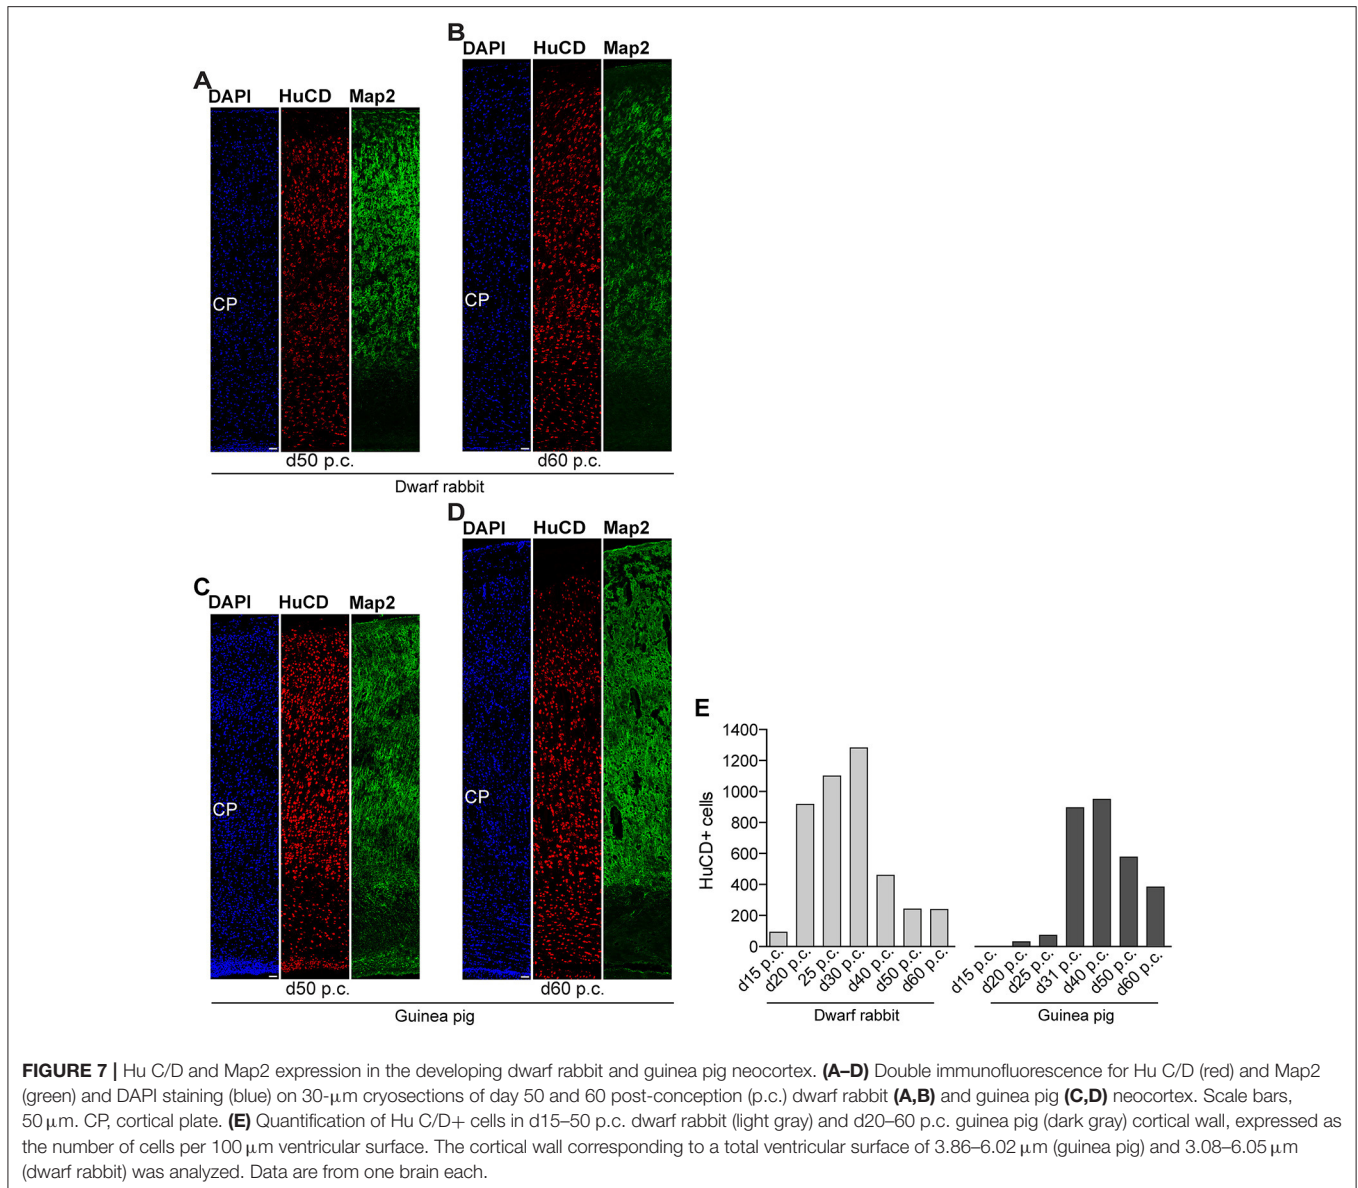 A
DAPI HuCD Map2
CP
d50 p.c.
B
DAPI HuCD Map2
CP
d60 p.c.
Dwarf rabbit
C
DAPI HuCD Map2
CP
d50 p.c.
D
DAPI HuCD Map2
CP
d60 p.c.
Guinea pig
E
HuCD+ cells
1400
1200
1000
800
600
400
200
0
d15 p.c.
d20 p.c.
25 p.c.
d30 p.c.
d40 p.c.
d50 p.c.
d60 p.c.
Dwarf rabbit
d15 p.c.
d20 p.c.
d25 p.c.
d31 p.c.
d40 p.c.
d50 p.c.
d60 p.c.
Guinea pig
FIGURE 7 | Hu C/D and Map2 expression in the developing dwarf rabbit and guinea pig neocortex. (A–D) Double immunofluorescence for Hu C/D (red) and Map2
(green) and DAPI staining (blue) on 30-μm cryosections of day 50 and 60 post-conception (p.c.) dwarf rabbit (A,B) and guinea pig (C,D) neocortex. Scale bars,
50 μm. CP, cortical plate. (E) Quantification of Hu C/D+ cells in d15–50 p.c. dwarf rabbit (light gray) and d20–60 p.c. guinea pig (dark gray) cortical wall, expressed as
the number of cells per 100 μm ventricular surface. The cortical wall corresponding to a total ventricular surface of 3.86–6.02 μm (guinea pig) and 3.08–6.05 μm
(dwarf rabbit) was analyzed. Data are from one brain each.